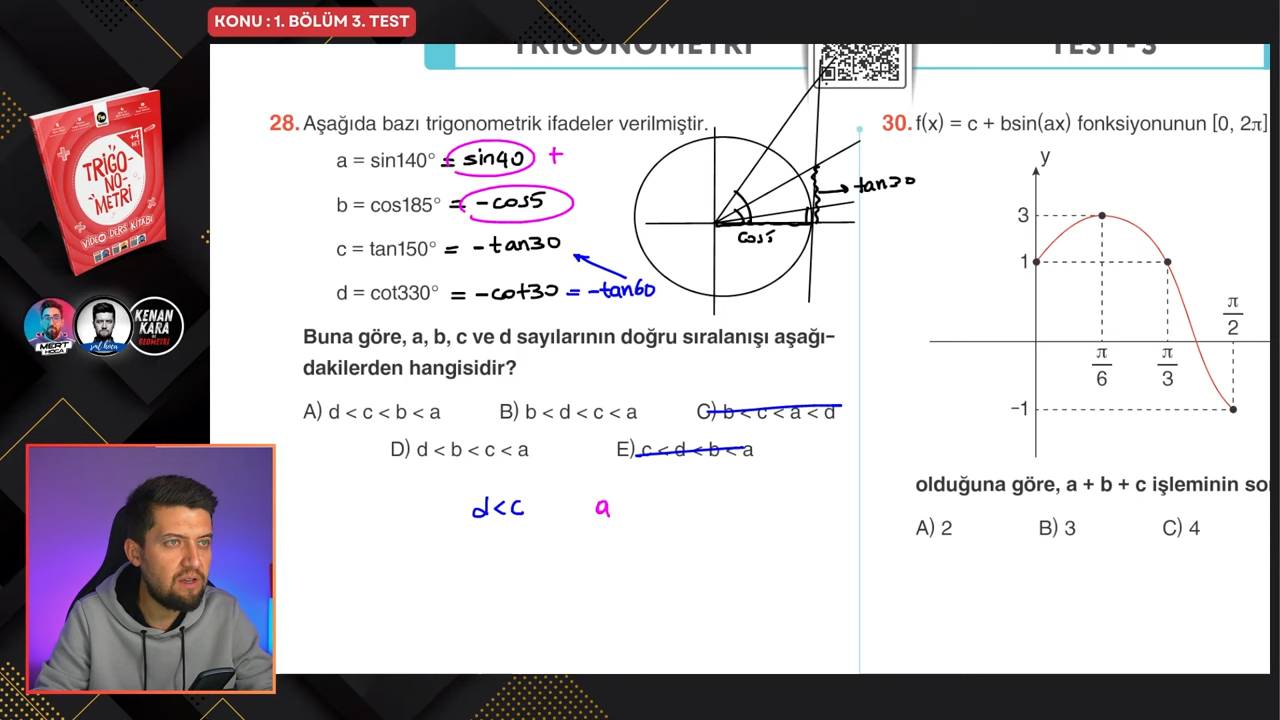 KONU : 1. BÖLÜM 3. TEST
TRİGONOMETRİ
TEST - 3
+4 NET
TRİGO-
NO-
METRİ
VİDEO DERS KİTABI
MERT HOCA
KENAN KARA
GEOMETRİ
28. Aşağıda bazı trigonometrik ifadeler verilmiştir.
a = sin140° = sin40 +
b = cos185° = -cos5
c = tan150° = -tan30
d = cot330° = -cot30 = -tan60
tan30
cos5
Buna göre, a, b, c ve d sayılarının doğru sıralanışı aşağı-
dakilerden hangisidir?
A) d < c < b < a B) b < d < c < a C) b < c < a < d
D) d < b < c < a E) c < d < b < a
d < c a
30. f(x) = c + bsin(ax) fonksiyonunun [0, 2π]
y
3
1
π/2
π/6 π/3
-1
olduğuna göre, a + b + c işleminin
A) 2 B) 3 C) 4